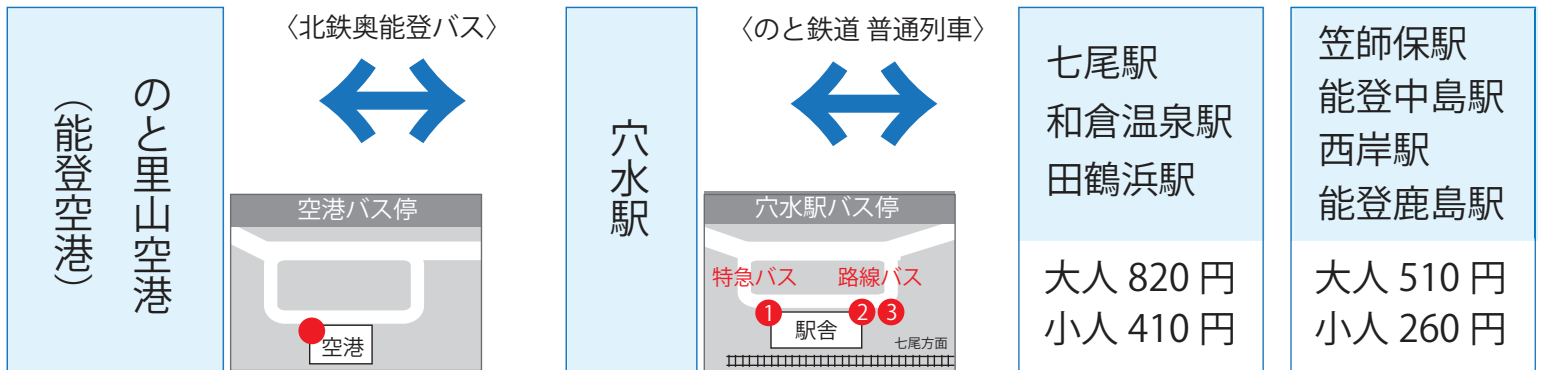 のと里山空港
（能登空港）
〈北鉄奥能登バス〉
空港バス停
空港
穴水駅
〈のと鉄道 普通列車〉
穴水駅バス停
特急バス
路線バス
1
2
3
駅舎
七尾方面
七尾駅
和倉温泉駅
田鶴浜駅
大人 820 円
小人 410 円
笠師保駅
能登中島駅
西岸駅
能登鹿島駅
大人 510 円
小人 260 円